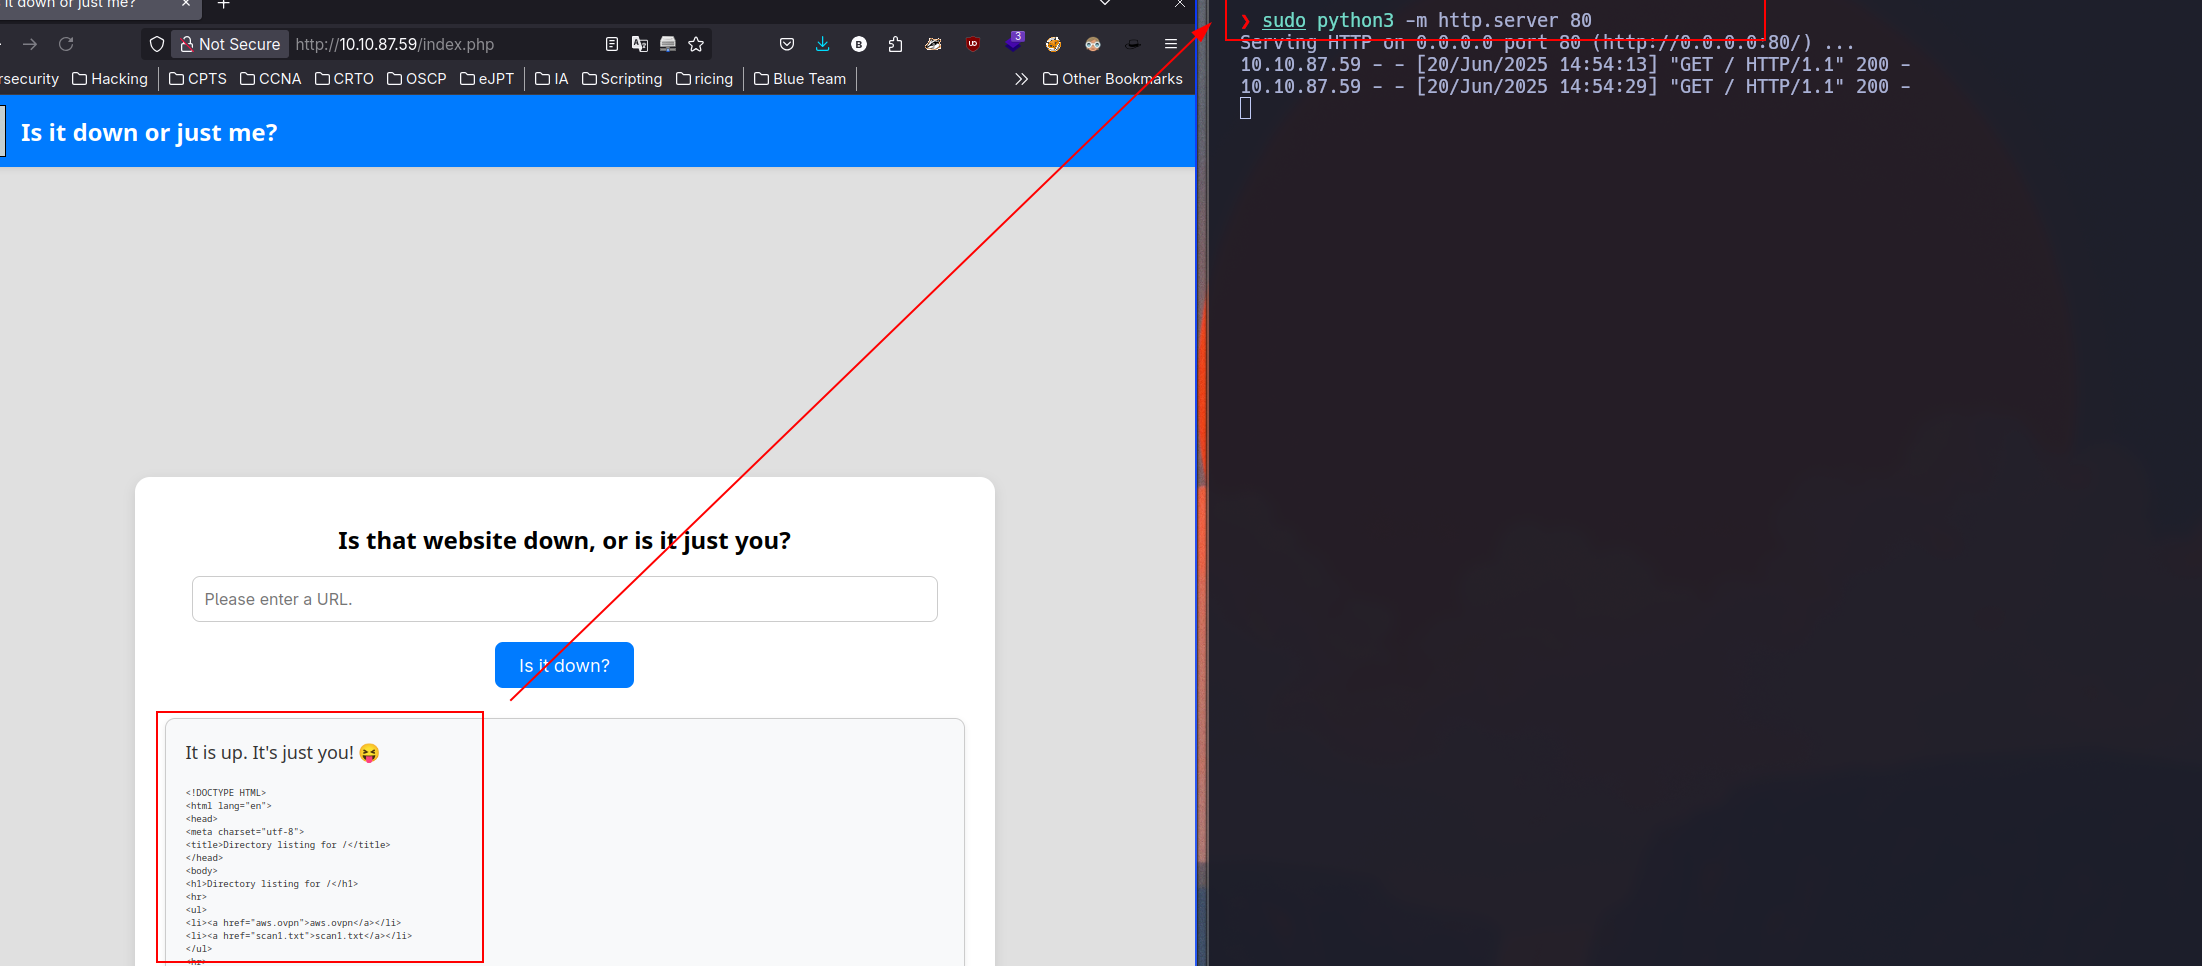 it down or just me?
Not Secure http://10.10.87.59/index.php
3
rsecurity Hacking CPTS CCNA CRTO OSCP eJPT IA Scripting ricing Blue Team Other Bookmarks
Is it down or just me?
Is that website down, or is it just you?
Please enter a URL.
Is it down?
It is up. It's just you! 😝
<!DOCTYPE HTML>
<html lang="en">
<head>
<meta charset="utf-8">
<title>Directory listing for /</title>
</head>
<body>
<h1>Directory listing for /</h1>
<hr>
<ul>
<li><a href="aws.ovpn">aws.ovpn</a></li>
<li><a href="scan1.txt">scan1.txt</a></li>
</ul>
<hr>
❯ sudo python3 -m http.server 80
Serving HTTP on 0.0.0.0 port 80 (http://0.0.0.0:80/) ...
10.10.87.59 - - [20/Jun/2025 14:54:13] "GET / HTTP/1.1" 200 -
10.10.87.59 - - [20/Jun/2025 14:54:29] "GET / HTTP/1.1" 200 -